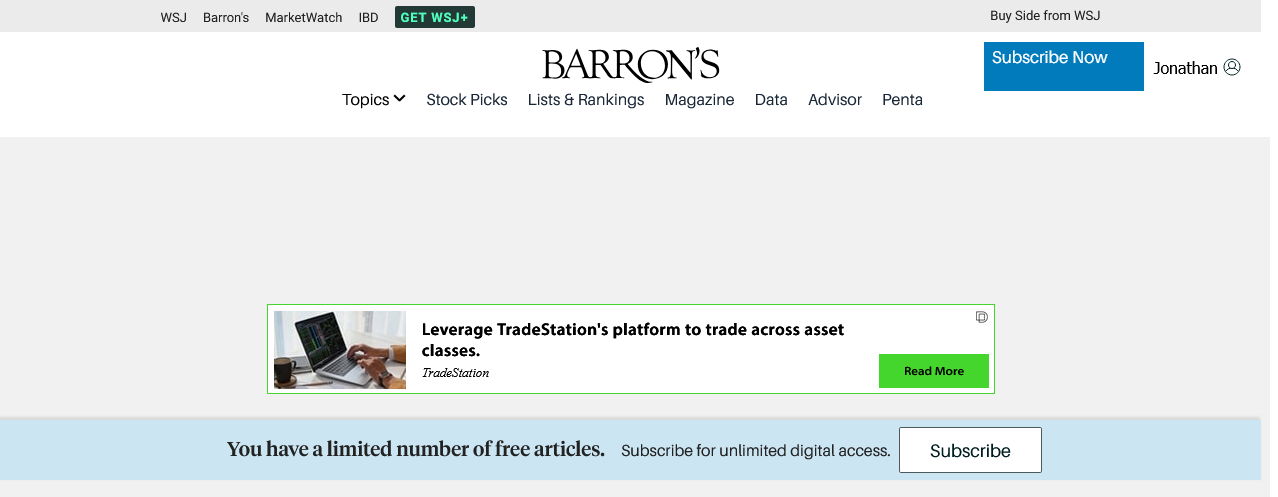 WSJ Barron's MarketWatch IBD GET WSJ+ Buy Side from WSJ
BARRON'S
Subscribe Now
Jonathan
Topics Stock Picks Lists & Rankings Magazine Data Advisor Penta
Leverage TradeStation's platform to trade across asset
classes.
TradeStation
Read More
You have a limited number of free articles. Subscribe for unlimited digital access. Subscribe